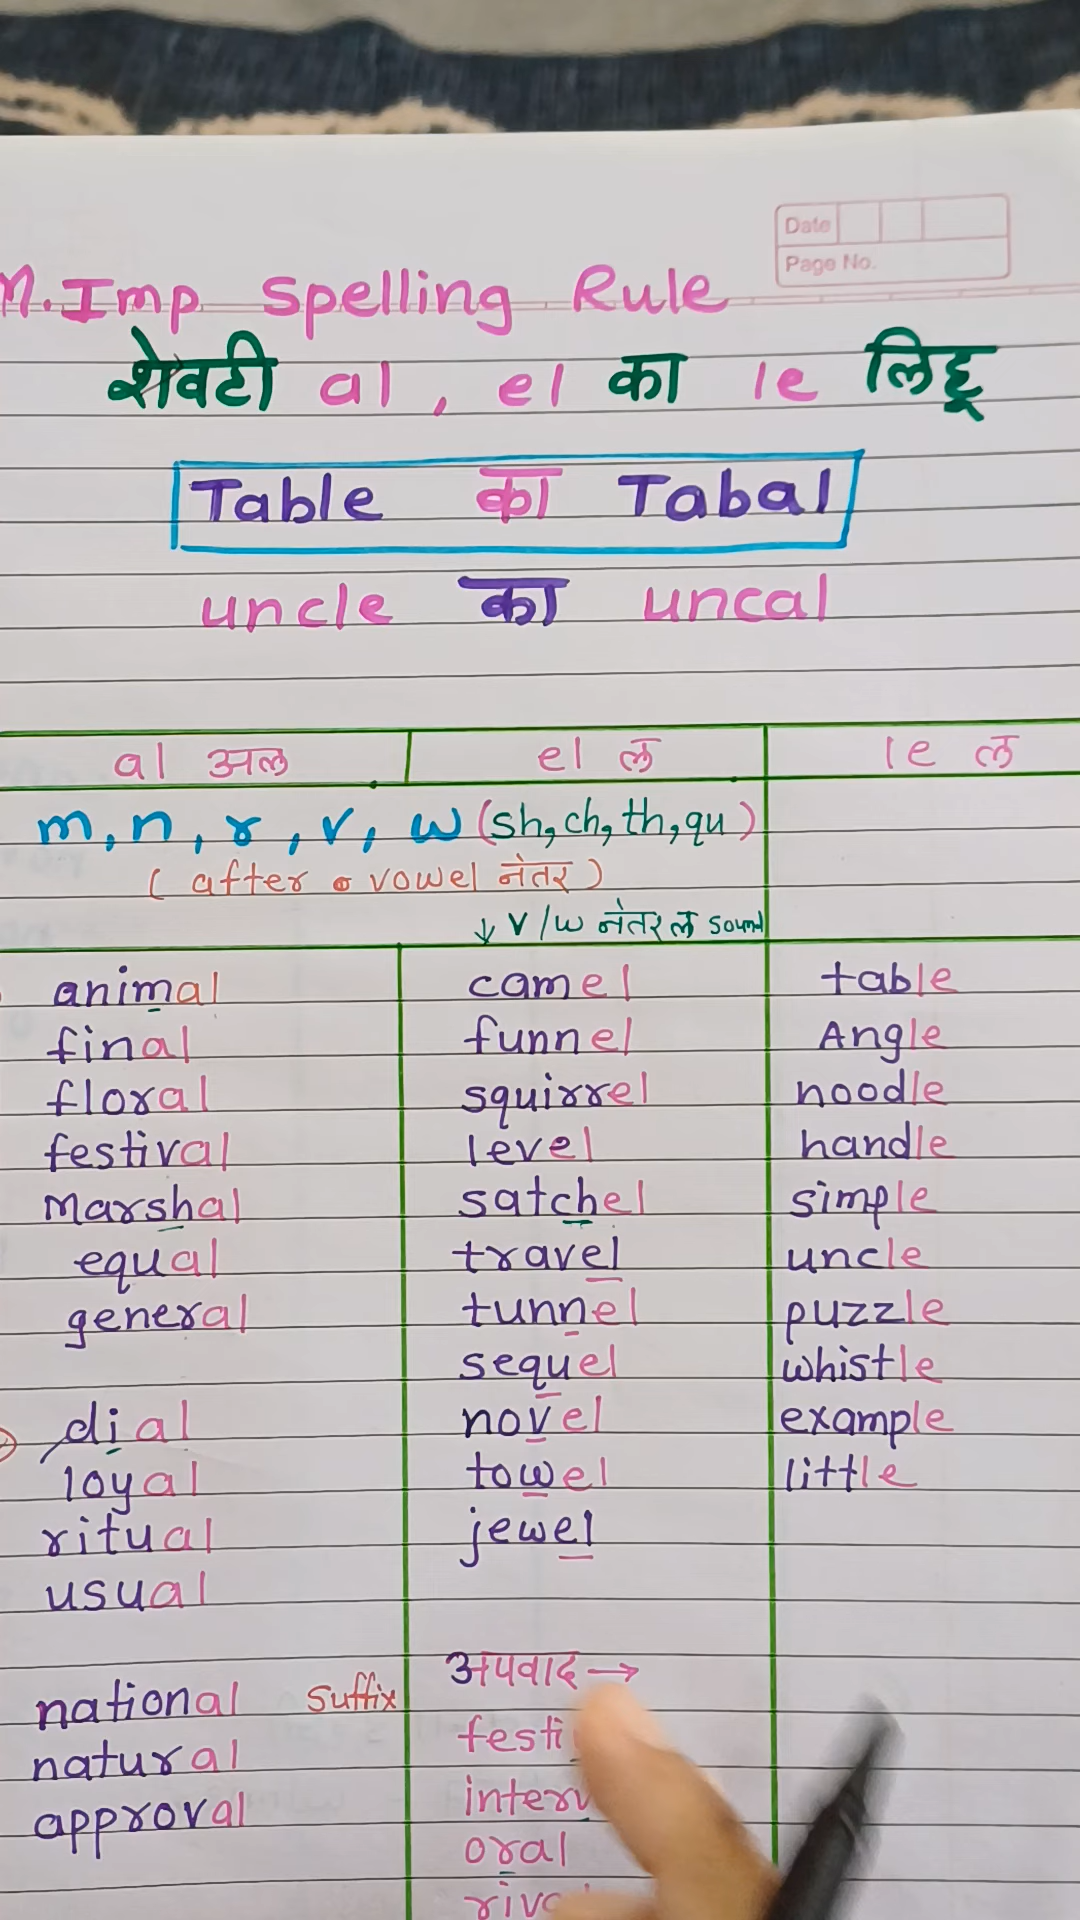 Date
Page No.
M.Imp Spelling Rule
शेवटी al , el का le लिहू
Table का Tabal
uncle का uncal
al अल el ल le ल
m, n, r, v, w (sh, ch, th, qu)
( after vowel नंतर )
↓ v/w नंतर ल sound
animal camel table
final funnel Angle
floral squirrel noodle
festival level handle
Marshal satchel simple
equal travel uncle
general tunnel puzzle
sequel whistle
dial novel example
loyal towel little
ritual jewel
usual
अपवाद →
national suffix
natural
approval
oral